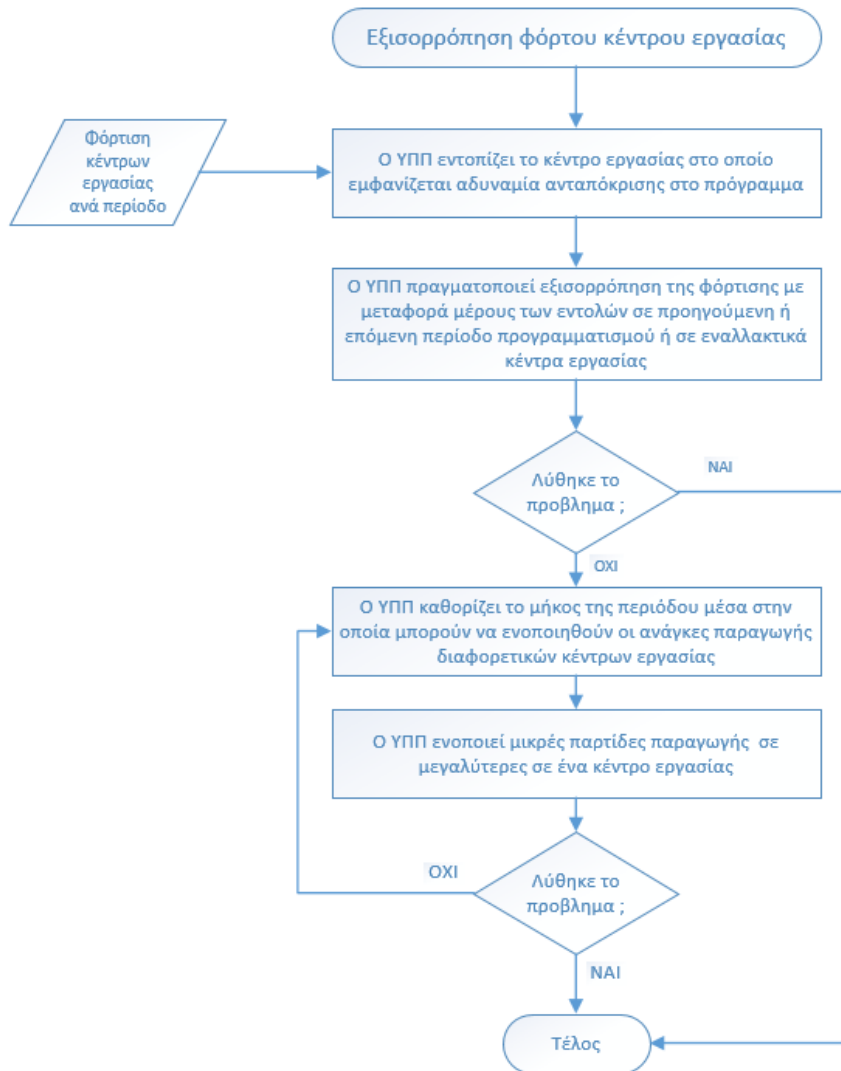 Εξισορρόπηση φόρτου κέντρου εργασίας
Φόρτιση
κέντρων
εργασίας
ανά περίοδο
Ο ΥΠΠ εντοπίζει το κέντρο εργασίας στο οποίο
εμφανίζεται αδυναμία ανταπόκρισης στο πρόγραμμα
Ο ΥΠΠ πραγματοποιεί εξισορρόπηση της φόρτισης με
μεταφορά μέρους των εντολών σε προηγούμενη ή
επόμενη περίοδο προγραμματισμού ή σε εναλλακτικά
κέντρα εργασίας
Λύθηκε το
προβλημα ;
ΝΑΙ
ΟΧΙ
Ο ΥΠΠ καθορίζει το μήκος της περιόδου μέσα στην
οποία μπορούν να ενοποιηθούν οι ανάγκες παραγωγής
διαφορετικών κέντρων εργασίας
Ο ΥΠΠ ενοποιεί μικρές παρτίδες παραγωγής σε
μεγαλύτερες σε ένα κέντρο εργασίας
ΟΧΙ
Λύθηκε το
προβλημα ;
ΝΑΙ
Τέλος